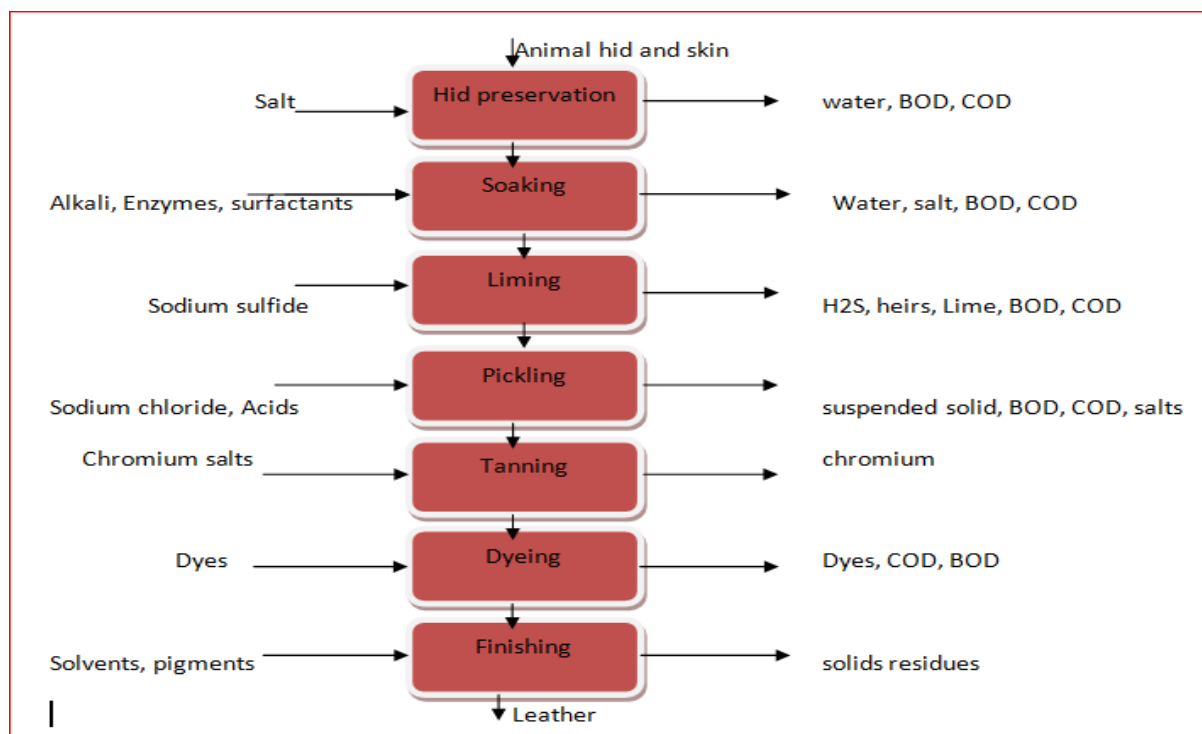 Animal hid and skin
Salt
Hid preservation
water, BOD, COD
Alkali, Enzymes, surfactants
Soaking
Water, salt, BOD, COD
Sodium sulfide
Liming
H2S, heirs, Lime, BOD, COD
Sodium chloride, Acids
Pickling
suspended solid, BOD, COD, salts
Chromium salts
Tanning
chromium
Dyes
Dyeing
Dyes, COD, BOD
Solvents, pigments
Finishing
solids residues
Leather